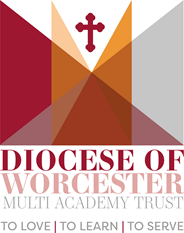 DIOCESE OF
WORCESTER
MULTI ACADEMY TRUST
TO LOVE | TO LEARN | TO SERVE